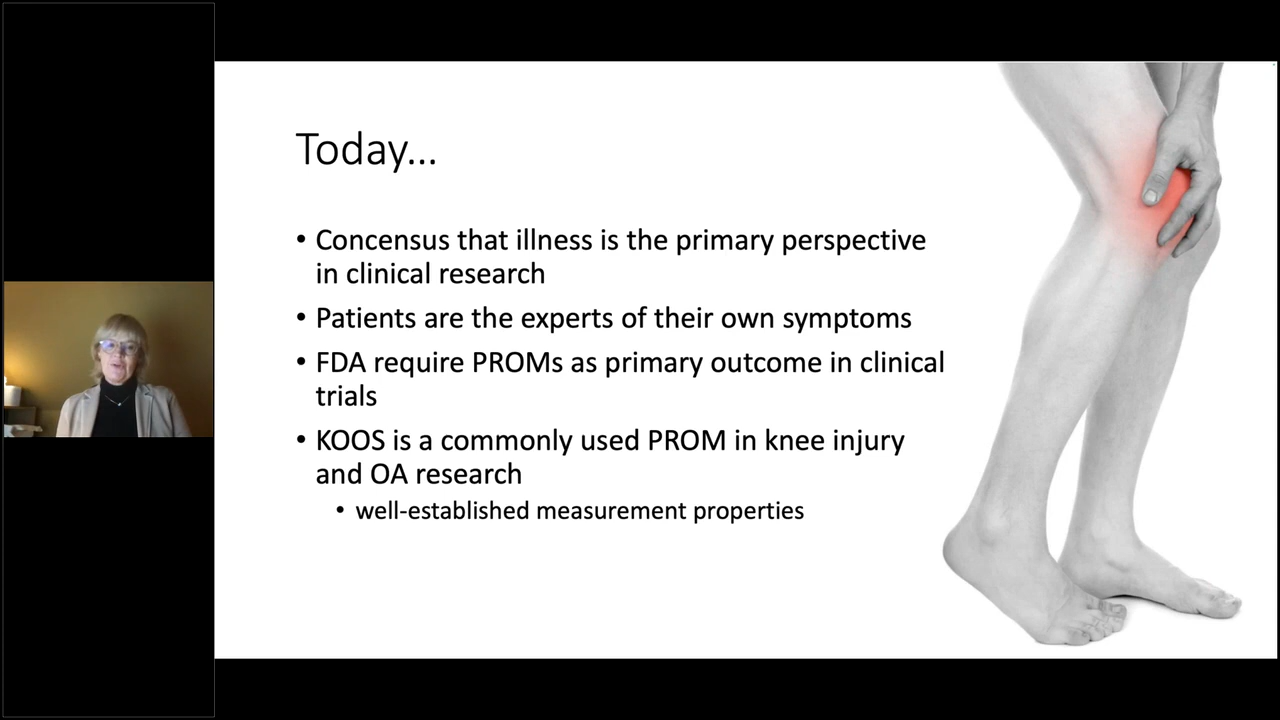 Today...
• Concensus that illness is the primary perspective
in clinical research
• Patients are the experts of their own symptoms
• FDA require PROMs as primary outcome in clinical
trials
• KOOS is a commonly used PROM in knee injury
and OA research
• well-established measurement properties